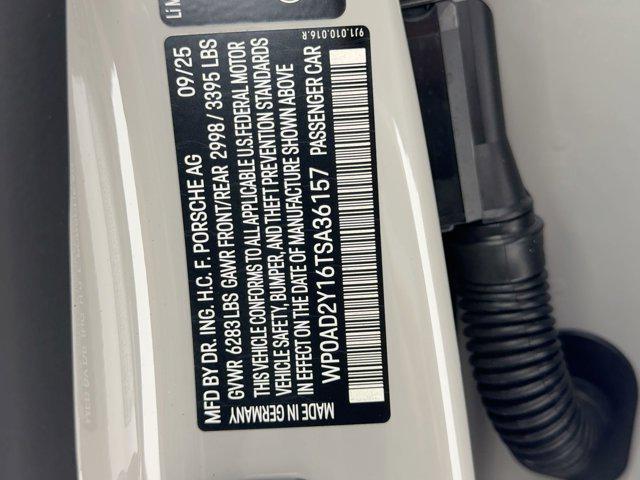 Li
MFD BY DR. ING. H.C. F. PORSCHE AG 09/25
GVWR 6283 LBS GAWR FRONT/REAR 2998/3395 LBS
THIS VEHICLE CONFORMS TO ALL APPLICABLE U.S. FEDERAL MOTOR
VEHICLE SAFETY, BUMPER, AND THEFT PREVENTION STANDARDS
IN EFFECT ON THE DATE OF MANUFACTURE SHOWN ABOVE
WP0AD2Y16TSA36157 PASSENGER CAR
MADE IN GERMANY
9J1.010.016.R